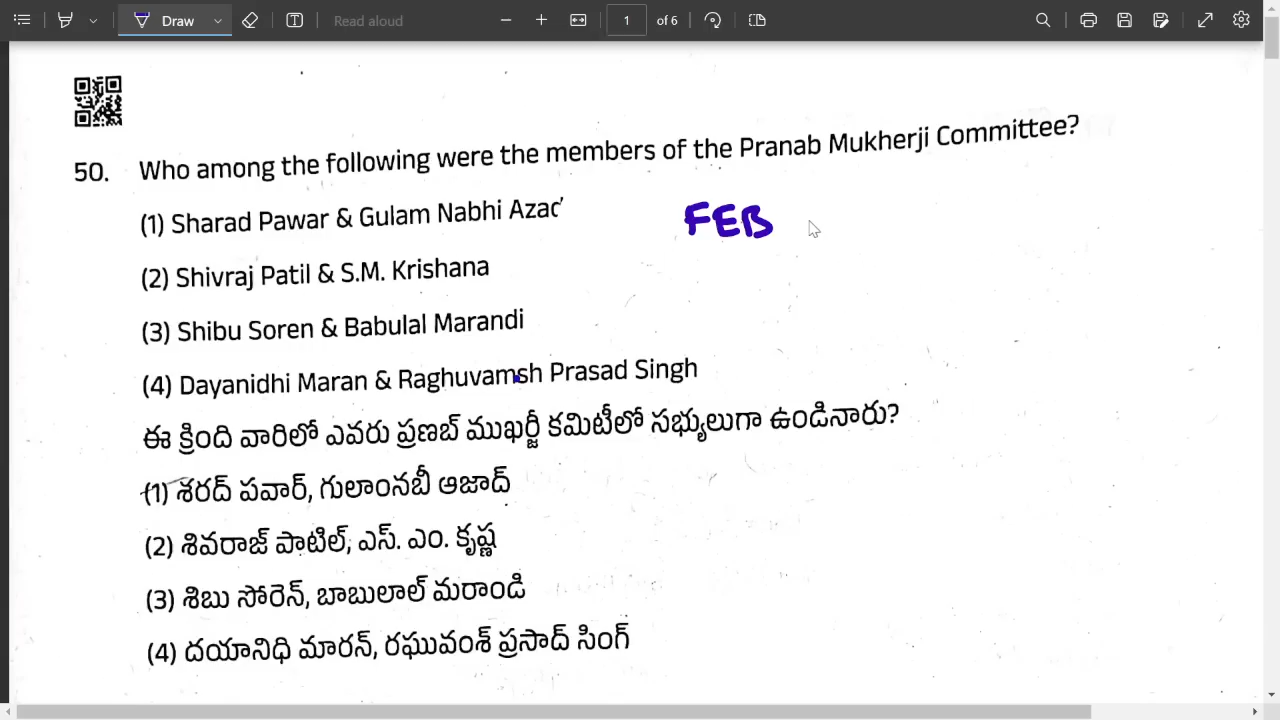 Draw
Read aloud
1 of 6
50. Who among the following were the members of the Pranab Mukherji Committee?
(1) Sharad Pawar & Gulam Nabhi Azad
FEB
(2) Shivraj Patil & S.M. Krishana
(3) Shibu Soren & Babulal Marandi
(4) Dayanidhi Maran & Raghuvamsh Prasad Singh
ఈ క్రింది వారిలో ఎవరు ప్రణబ్ ముఖర్జీ కమిటీలో సభ్యులుగా ఉండినారు?
(1) శరద్ పవార్, గులాంనబీ ఆజాద్
(2) శివరాజ్ పాటిల్, ఎస్. ఎం. కృష్ణ
(3) శిబు సోరెన్, బాబులాల్ మరాండి
(4) దయానిధి మారన్, రఘువంశ్ ప్రసాద్ సింగ్